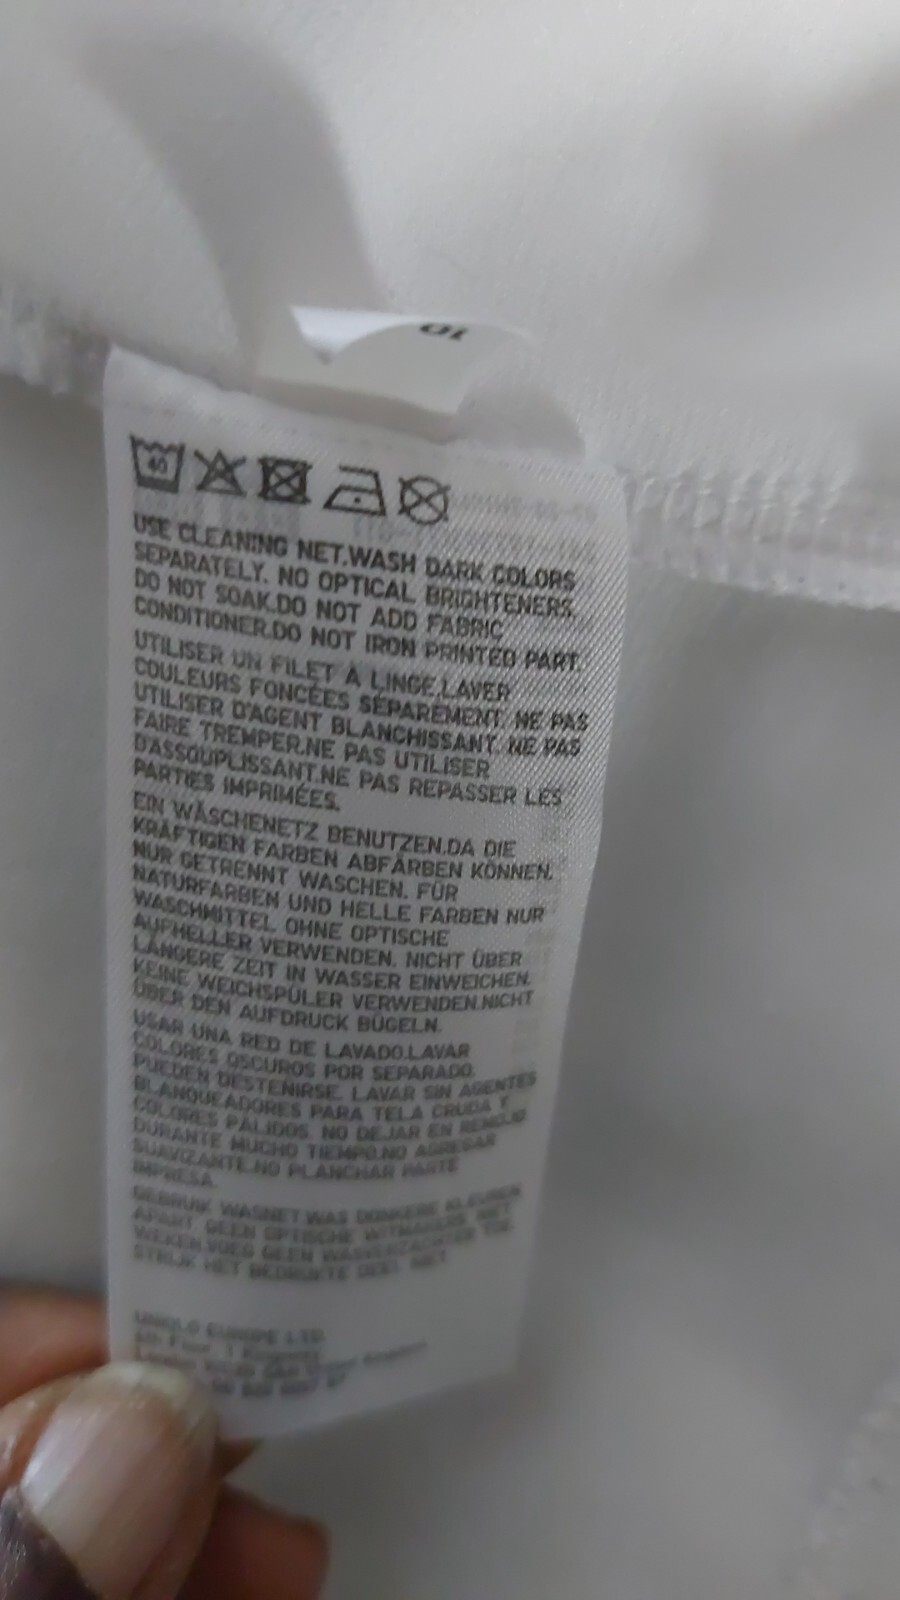 40
USE CLEANING NET.WASH DARK COLORS
SEPARATELY. NO OPTICAL BRIGHTENERS.
DO NOT SOAK.DO NOT ADD FABRIC
CONDITIONER.DO NOT IRON PRINTED PART.
UTILISER UN FILET À LINGE.LAVER
COULEURS FONCÉES SÉPAREMENT. NE PAS
UTILISER D'AGENT BLANCHISSANT. NE PAS
FAIRE TREMPER.NE PAS UTILISER
D'ASSOUPLISSANT.NE PAS REPASSER LES
PARTIES IMPRIMÉES.
EIN WÄSCHENETZ BENUTZEN.DA DIE
KRÄFTIGEN FARBEN ABFÄRBEN KÖNNEN.
NUR GETRENNT WASCHEN. FÜR
NATURFARBEN UND HELLE FARBEN NUR
WASCHMITTEL OHNE OPTISCHE
AUFHELLER VERWENDEN. NICHT ÜBER
LÄNGERE ZEIT IN WASSER EINWEICHEN.
KEINE WEICHSPÜLER VERWENDEN.NICHT
ÜBER DEN AUFDRUCK BÜGELN.
USAR UNA RED DE LAVADO.LAVAR
COLORES OSCUROS POR SEPARADO.
PUEDEN DESTENIRSE. LAVAR SIN AGENTES
BLANQUEADORES PARA TELA CRUDA Y
COLORES PALIDOS. NO DEJAR EN REMOJO
DURANTE MUCHO TIEMPO.NO AGREGAR
SUAVIZANTE.NO PLANCHAR PARTE
IMPRESA.
GEBRUIK WASNET.WAS DONKERE KLEUREN
APART. GEEN OPTISCHE WITMAKERS. NIET
WEKEN.VOEG GEEN WASVERZACHTER TOE.
STRIJK HET BEDRUKTE DEEL NIET.
UNIQLO EUROPE LTD.